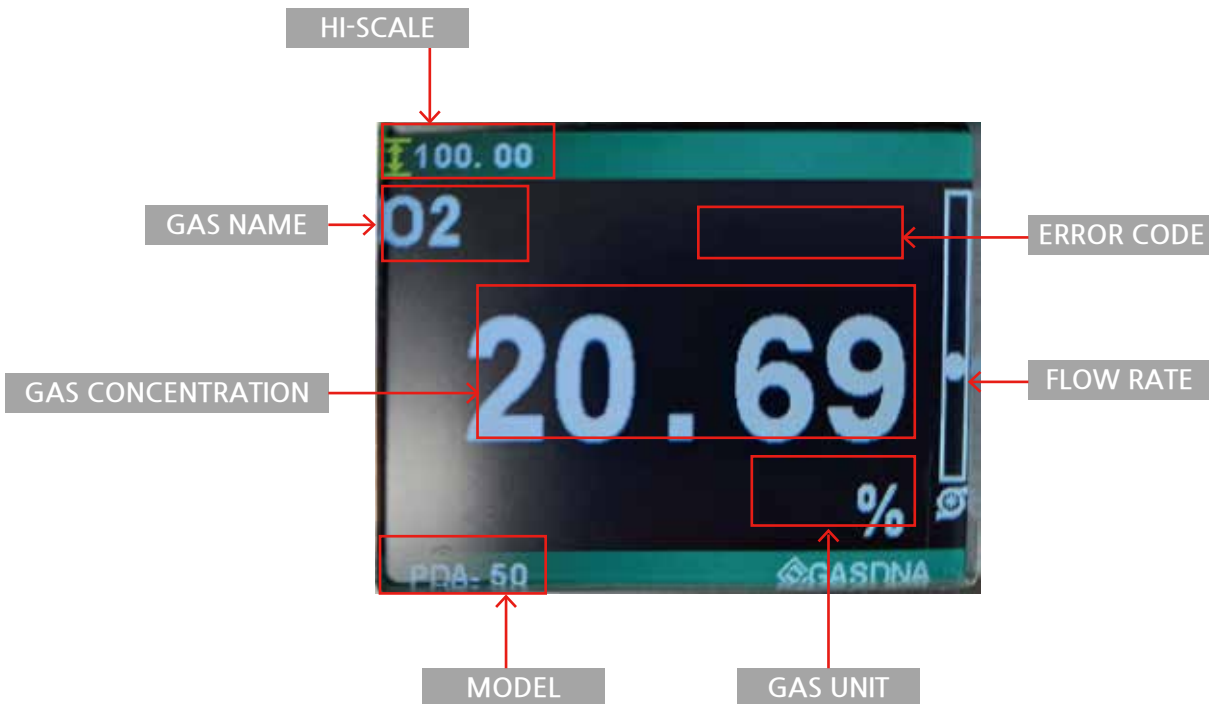 HI-SCALE
100.00
GAS NAME
O2
ERROR CODE
20.69
GAS CONCENTRATION
FLOW RATE
%
PDA-50
GASDNA
MODEL
GAS UNIT